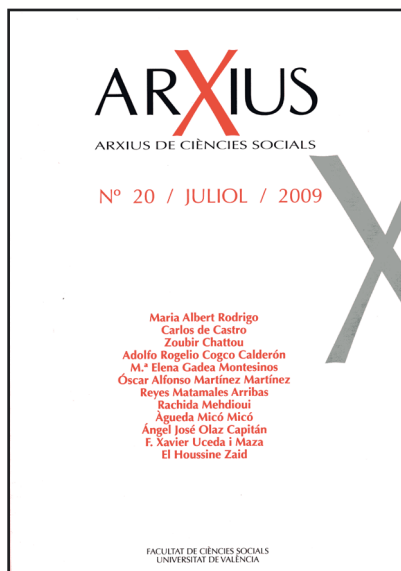 ARXIUS
ARXIUS DE CIÈNCIES SOCIALS
Nº 20 / JULIOL / 2009
X
Maria Albert Rodrigo
Carlos de Castro
Zoubir Chattou
Adolfo Rogelio Cogco Calderón
M.ª Elena Gadea Montesinos
Óscar Alfonso Martínez Martínez
Reyes Matamales Arribas
Rachida Mehdioui
Àgueda Micó Micó
Ángel José Olaz Capitán
F. Xavier Uceda i Maza
El Houssine Zaid
FACULTAT DE CIÈNCIES SOCIALS
UNIVERSITAT DE VALÈNCIA